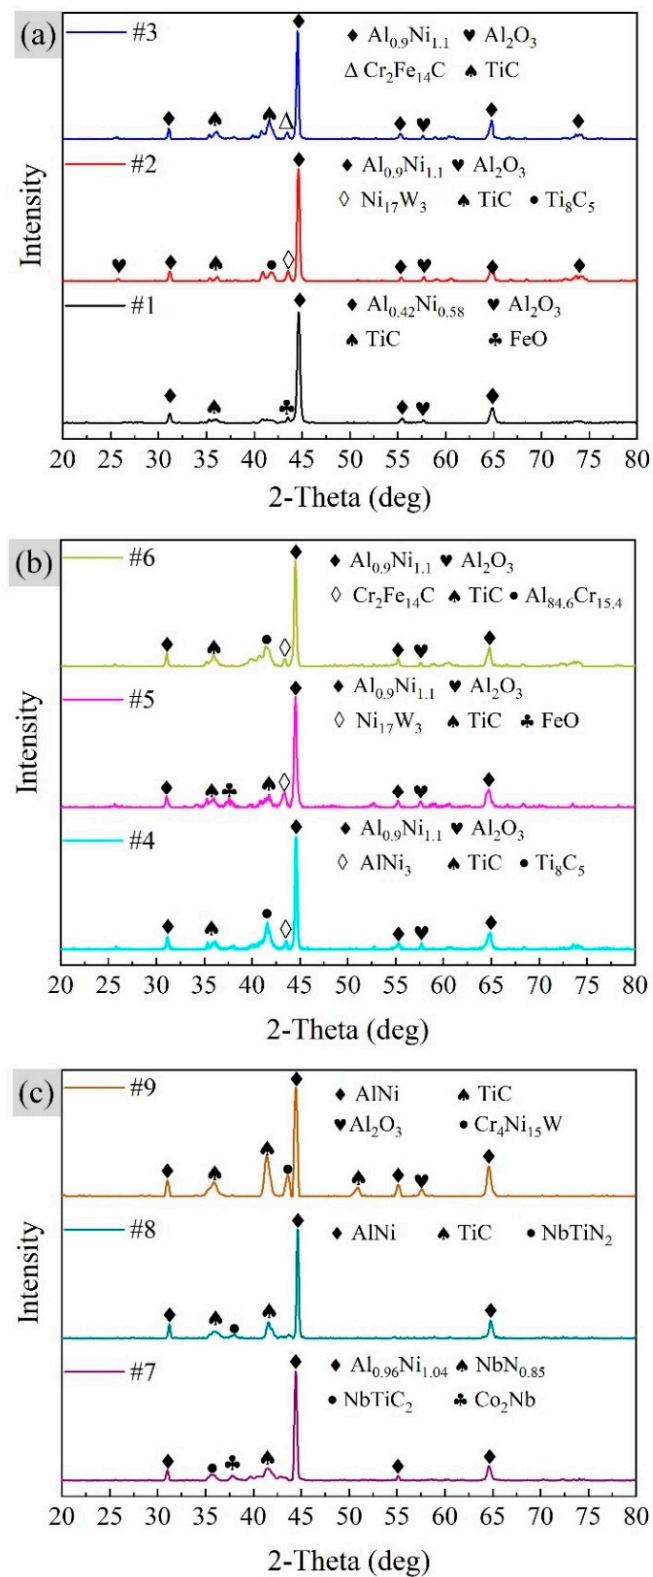 (a)
#3
♦ Al₀.₉Ni₁.₁ ♥ Al₂O₃
Δ Cr₂Fe₁₄C ♠ TiC
#2
♦ Al₀.₉Ni₁.₁ ♥ Al₂O₃
◊ Ni₁₇W₃ ♠ TiC • Ti₈C₅
#1
♦ Al₀.₄₂Ni₀.₅₈ ♥ Al₂O₃
♠ TiC ♣ FeO
Intensity
20 25 30 35 40 45 50 55 60 65 70 75 80
2-Theta (deg)
(b)
#6
♦ Al₀.₉Ni₁.₁ ♥ Al₂O₃
◊ Cr₂Fe₁₄C ♠ TiC • Al₈₄.₆Cr₁₅.₄
#5
♦ Al₀.₉Ni₁.₁ ♥ Al₂O₃
◊ Ni₁₇W₃ ♠ TiC ♣ FeO
#4
♦ Al₀.₉Ni₁.₁ ♥ Al₂O₃
◊ AlNi₃ ♠ TiC • Ti₈C₅
Intensity
20 25 30 35 40 45 50 55 60 65 70 75 80
2-Theta (deg)
(c)
#9
♦ AlNi ♠ TiC
♥ Al₂O₃ • Cr₄Ni₁₅W
#8
♦ AlNi ♠ TiC • NbTiN₂
#7
♦ Al₀.₉₆Ni₁.₀₄ ♠ NbN₀.₈₅
• NbTiC₂ ♣ Co₂Nb
Intensity
20 25 30 35 40 45 50 55 60 65 70 75 80
2-Theta (deg)